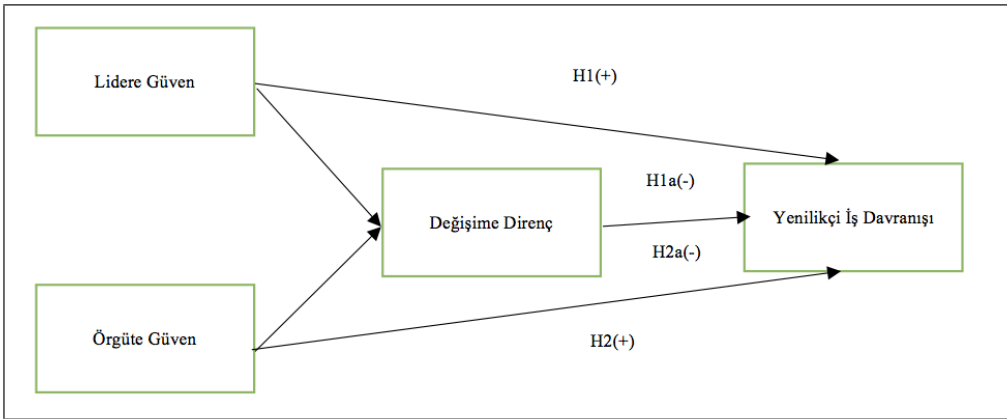 Lidere Güven
H1(+)
H1a(-)
Değişime Direnç
Yenilikçi İş Davranışı
H2a(-)
Örgüte Güven
H2(+)